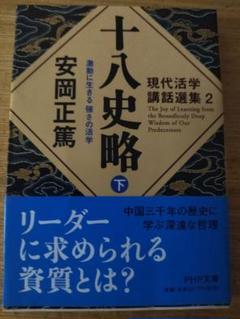 現代活学
講話選集 2
The Joy of Learning from
the Boundlessly Deep
Wisdom of Our
Predecessors
十八史略
下
激動に生きる 強さの活学
安岡正篤
中国三千年の歴史に
学ぶ深遠な哲理
リーダー
に求められる
資質とは?
PHP文庫